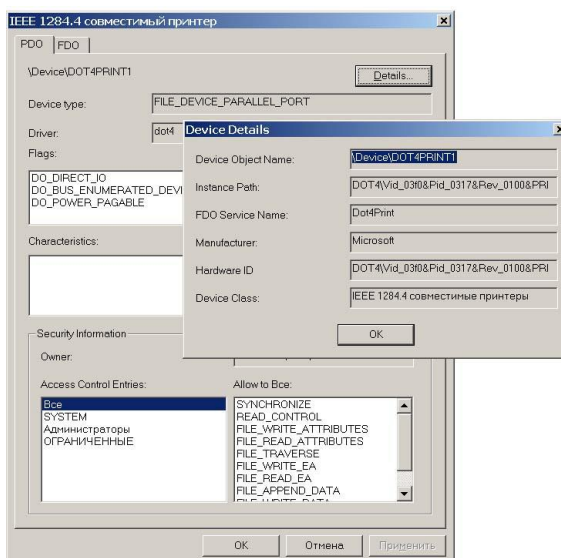 IEEE 1284.4 совместимый принтер
PDO
FDO
\Device\DOT4PRINT1
Details...
Device type:
FILE_DEVICE_PARALLEL_PORT
Driver:
dot4
Flags:
DO_DIRECT_IO
DO_BUS_ENUMERATED_DEVI
DO_POWER_PAGABLE
Characteristics:
Device Details
Device Object Name:
\Device\DOT4PRINT1
Instance Path:
DOT4\Vid_03f0&Pid_0317&Rev_0100&PRI
FDO Service Name:
Dot4Print
Manufacturer:
Microsoft
Hardware ID
DOT4\Vid_03f0&Pid_0317&Rev_0100&PRI
Device Class:
IEEE 1284.4 совместимые принтеры
OK
Security Information
Owner:
Access Control Entries:
Все
SYSTEM
Администраторы
ОГРАНИЧЕННЫЕ
Allow to Все:
SYNCHRONIZE
READ_CONTROL
FILE_WRITE_ATTRIBUTES
FILE_READ_ATTRIBUTES
FILE_TRAVERSE
FILE_WRITE_EA
FILE_READ_EA
FILE_APPEND_DATA
FILE_WRITE_DATA
OK
Отмена
Применить